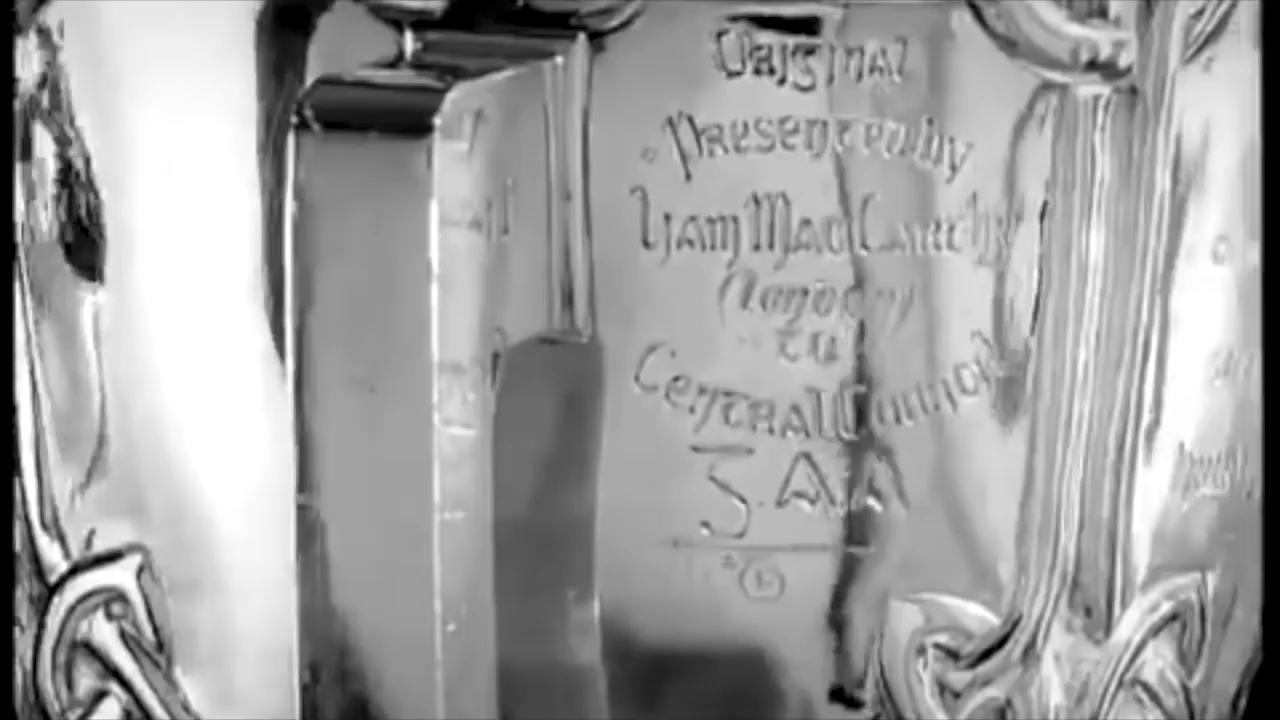 Original
Presented by
Liam MacCarthy
(London)
to
Central Council
G.A.A